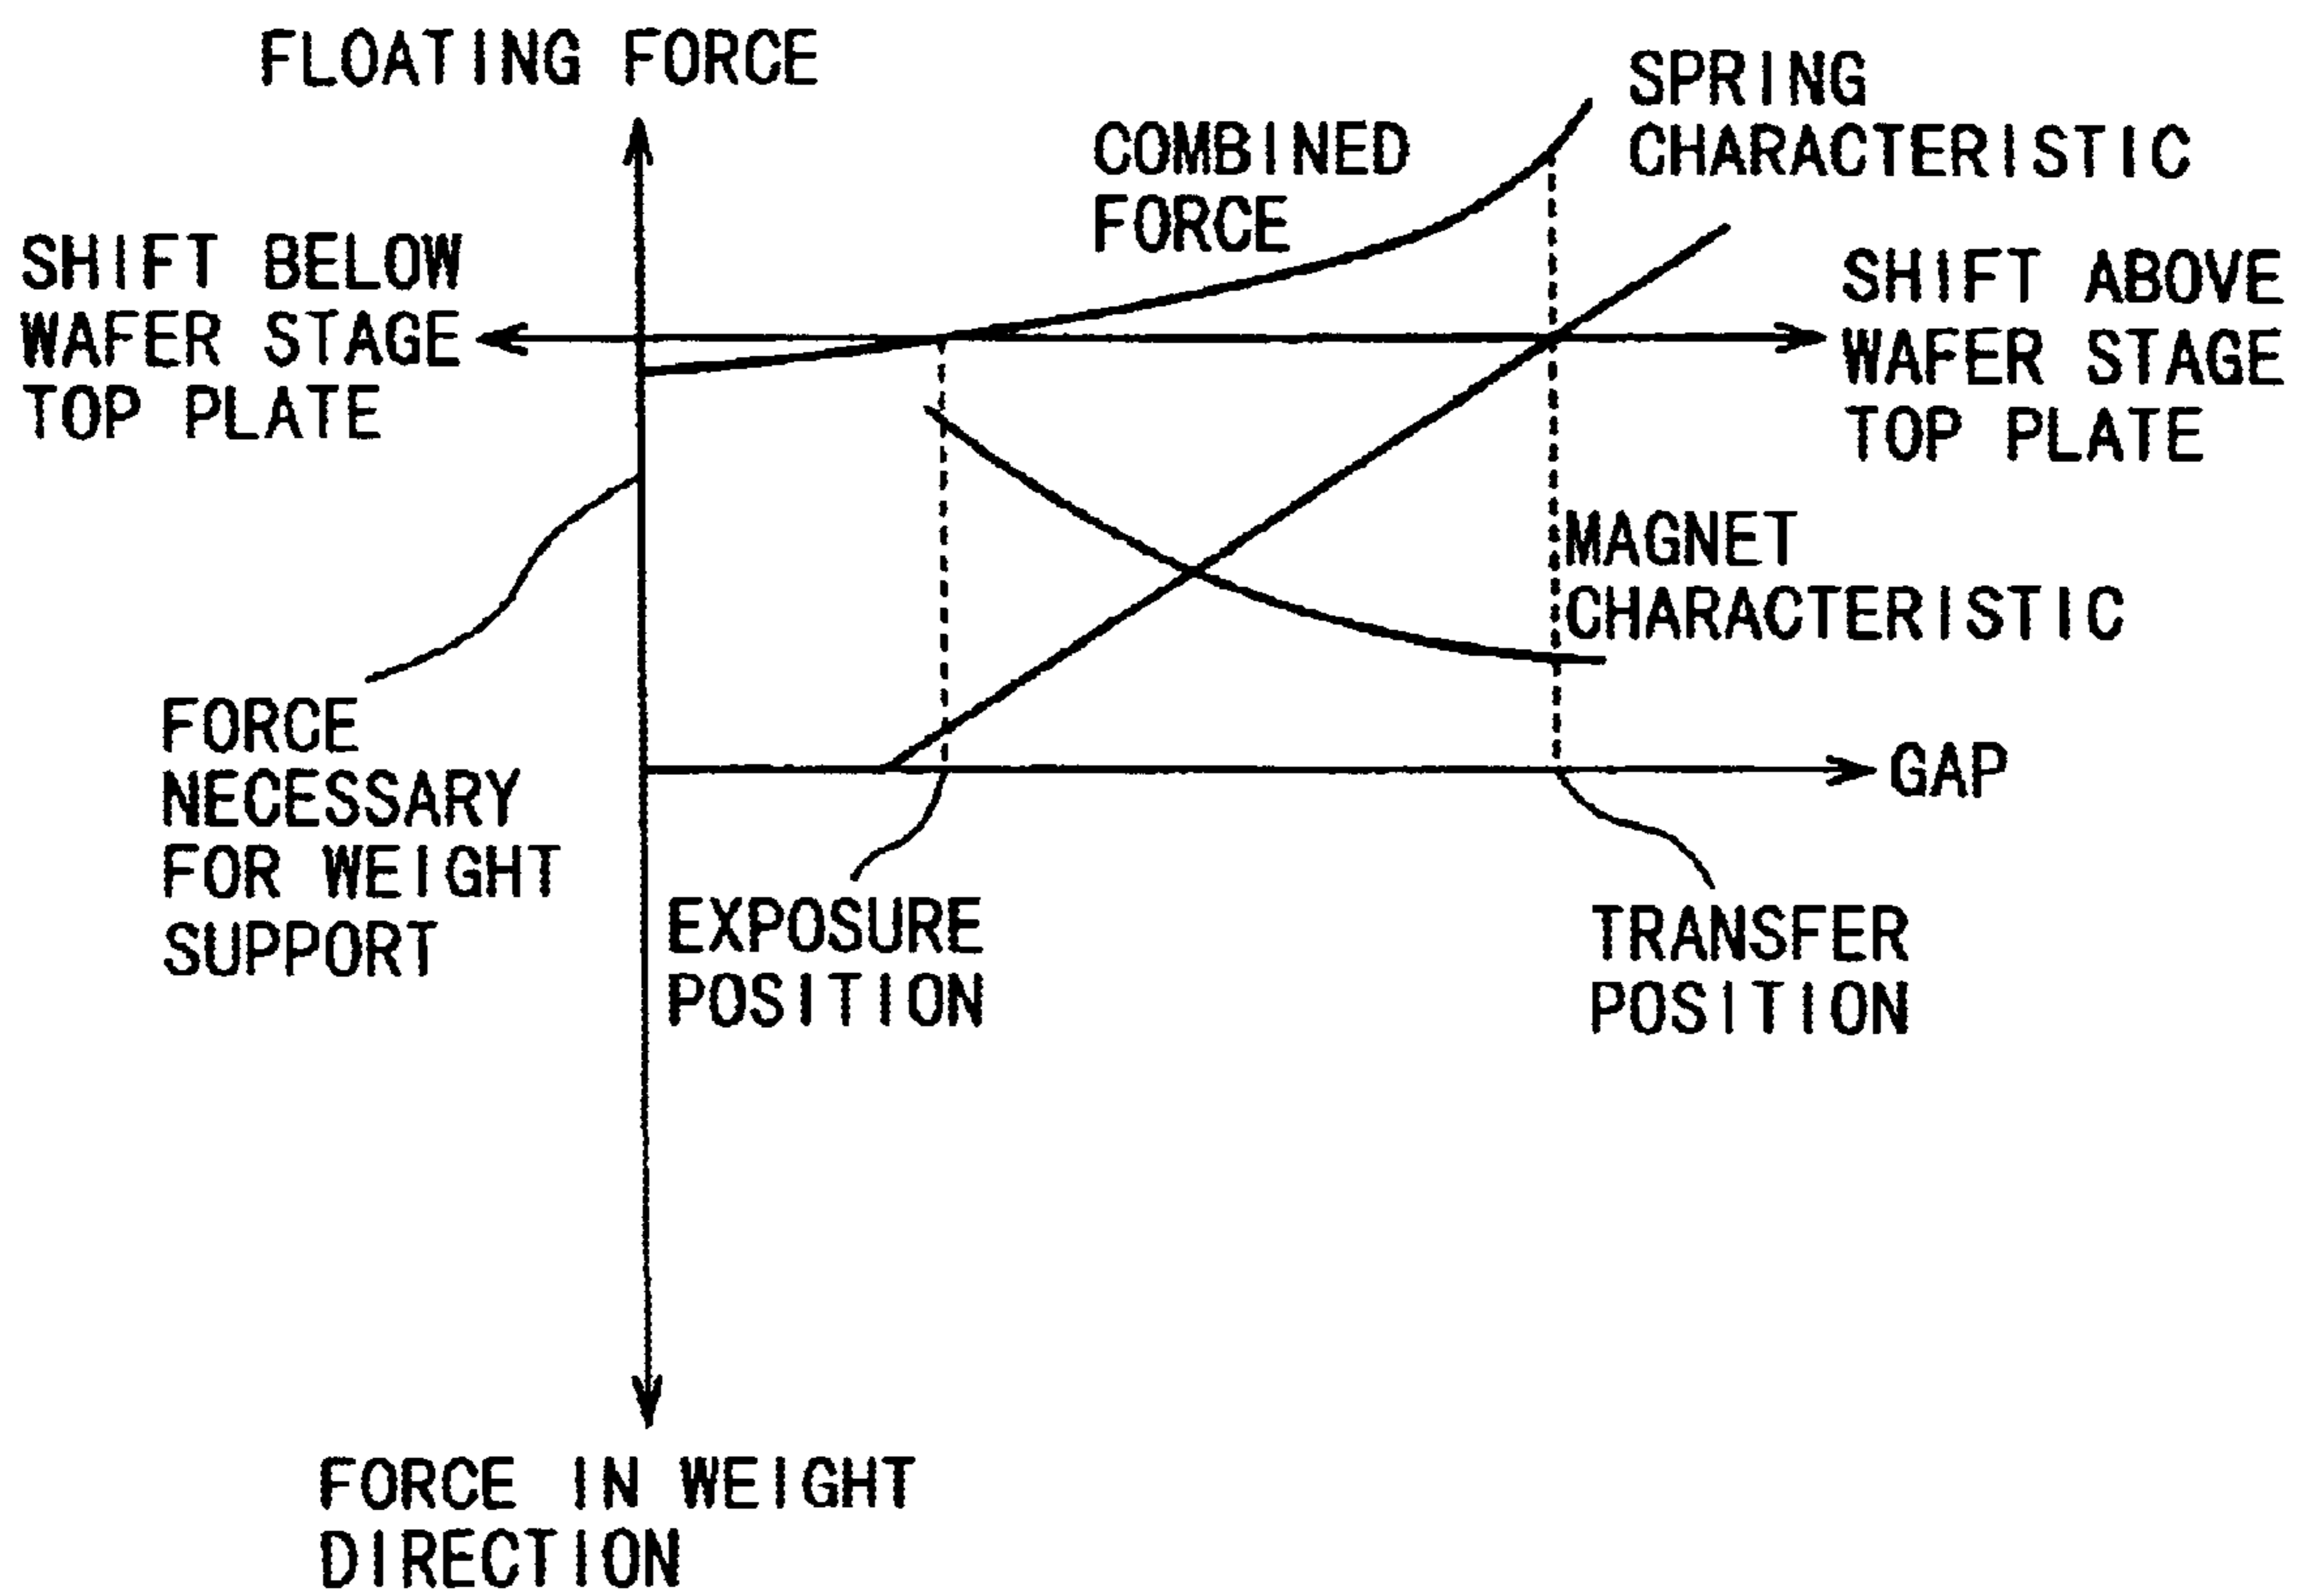 FLOATING FORCE
SPRING
CHARACTERISTIC
COMBINED
FORCE
SHIFT BELOW
WAFER STAGE
TOP PLATE
SHIFT ABOVE
WAFER STAGE
TOP PLATE
MAGNET
CHARACTERISTIC
FORCE
NECESSARY
FOR WEIGHT
SUPPORT
GAP
EXPOSURE
POSITION
TRANSFER
POSITION
FORCE IN WEIGHT
DIRECTION